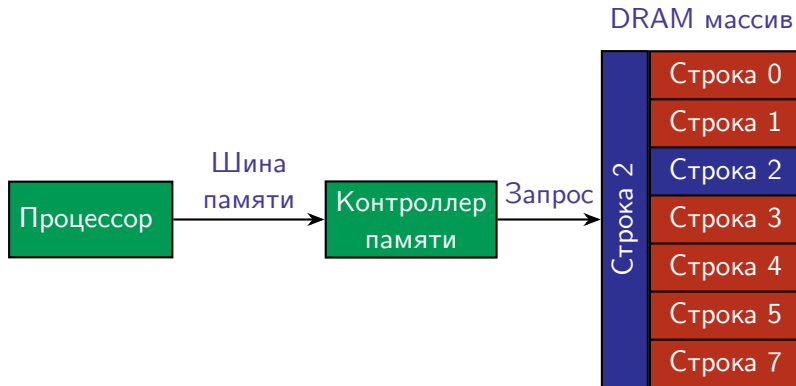 DRAM массив
Шина
памяти
Процессор
Контроллер
памяти
Запрос
Строка 2
Строка 0
Строка 1
Строка 2
Строка 3
Строка 4
Строка 5
Строка 7